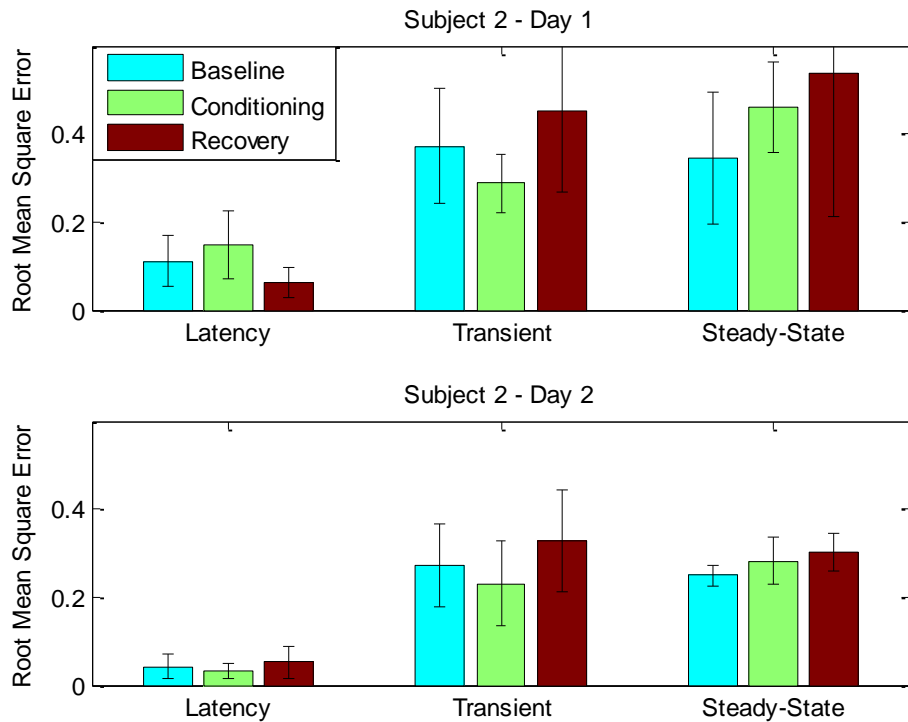 Subject 2 - Day 1
Root Mean Square Error
0.4
0.2
0
Baseline
Conditioning
Recovery
Latency
Transient
Steady-State
Subject 2 - Day 2
Root Mean Square Error
0.4
0.2
0
Latency
Transient
Steady-State